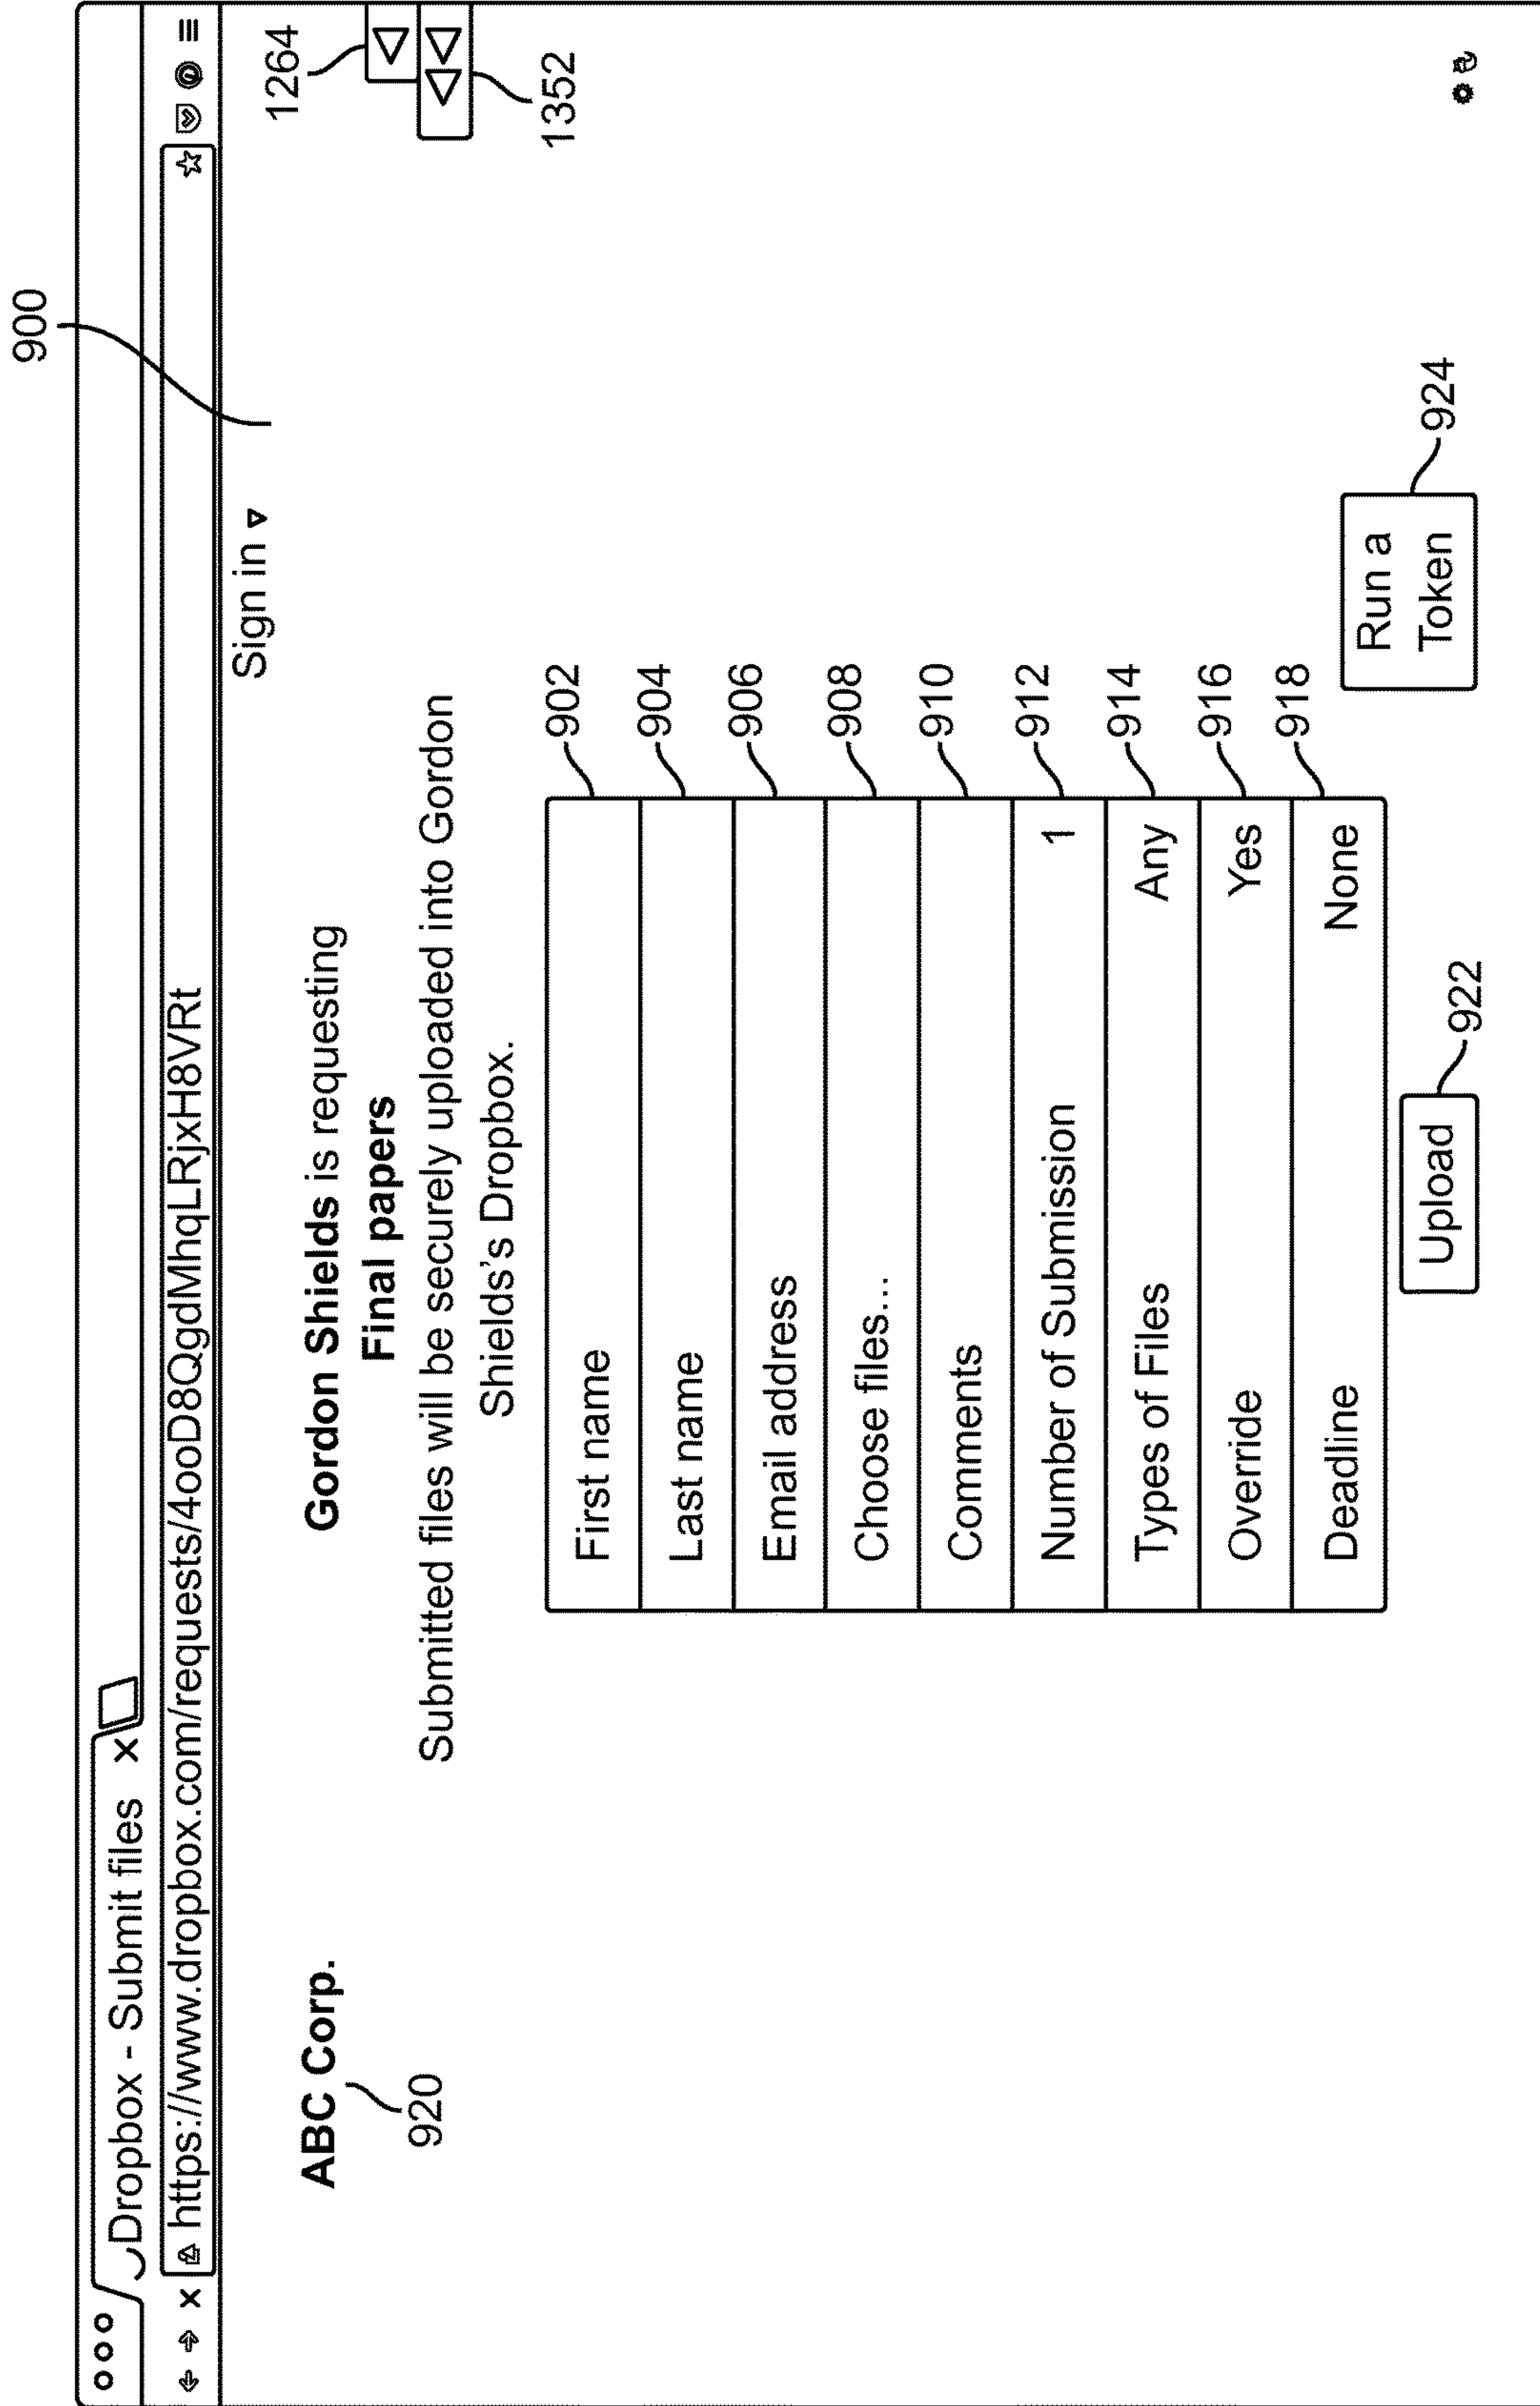 900
Dropbox - Submit files X
https://www.dropbox.com/requests/4ooD8QgdMhqLRjxH8VRt
Sign in
1264
1352
ABC Corp.
920
Gordon Shields is requesting
Final papers
Submitted files will be securely uploaded into Gordon
Shields's Dropbox.
First name 902
Last name 904
Email address 906
Choose files... 908
Comments 910
Number of Submission 1 912
Types of Files Any 914
Override Yes 916
Deadline None 918
Upload 922
Run a
Token 924